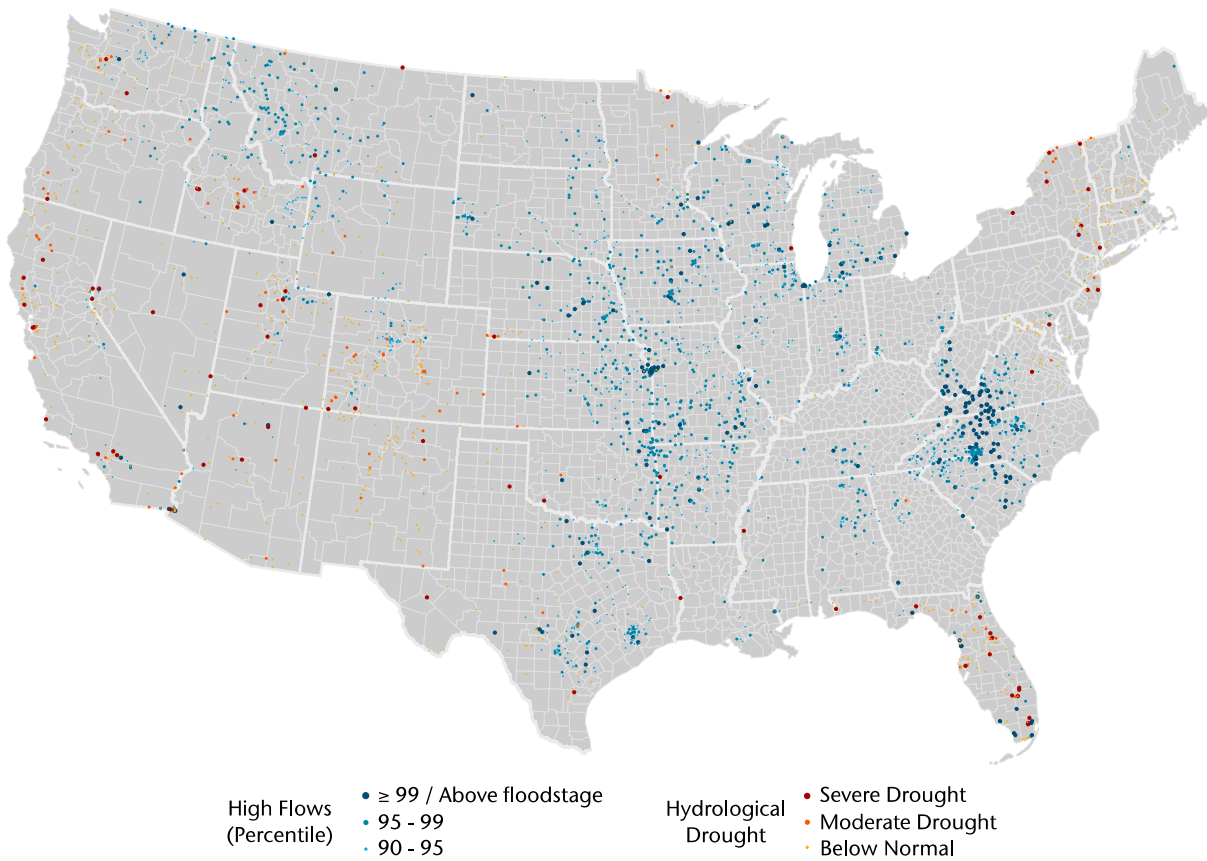 High Flows
(Percentile)
≥ 99 / Above floodstage
95 - 99
90 - 95
Hydrological
Drought
Severe Drought
Moderate Drought
Below Normal